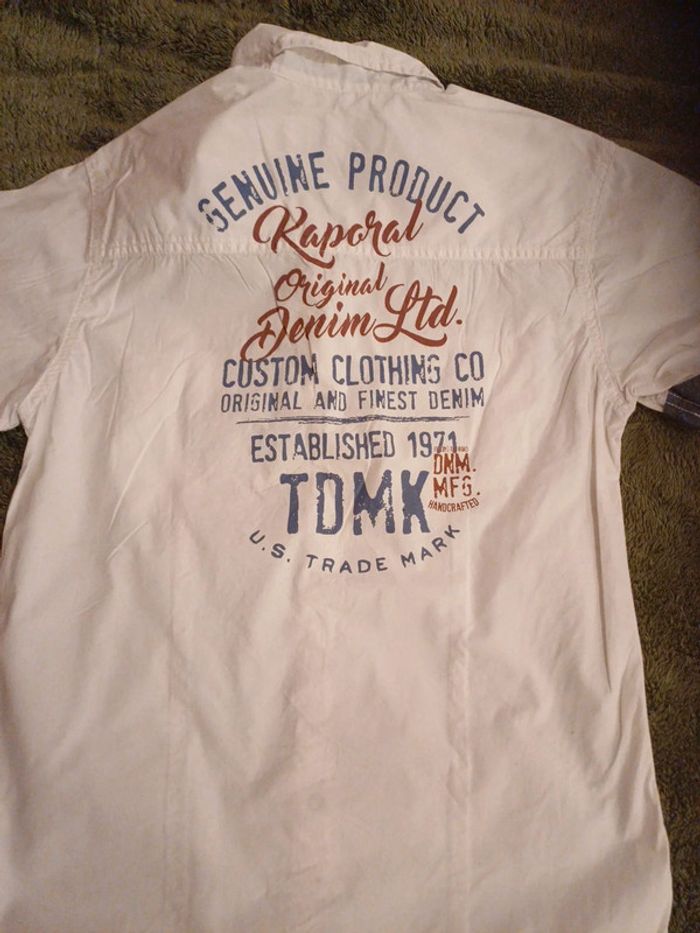 GENUINE PRODUCT
Kaporal
Original
Denim Ltd.
CUSTOM CLOTHING CO
ORIGINAL AND FINEST DENIM
ESTABLISHED 1971
DNM.
MFG.
HANDCRAFTED
TDMK
U.S. TRADE MARK